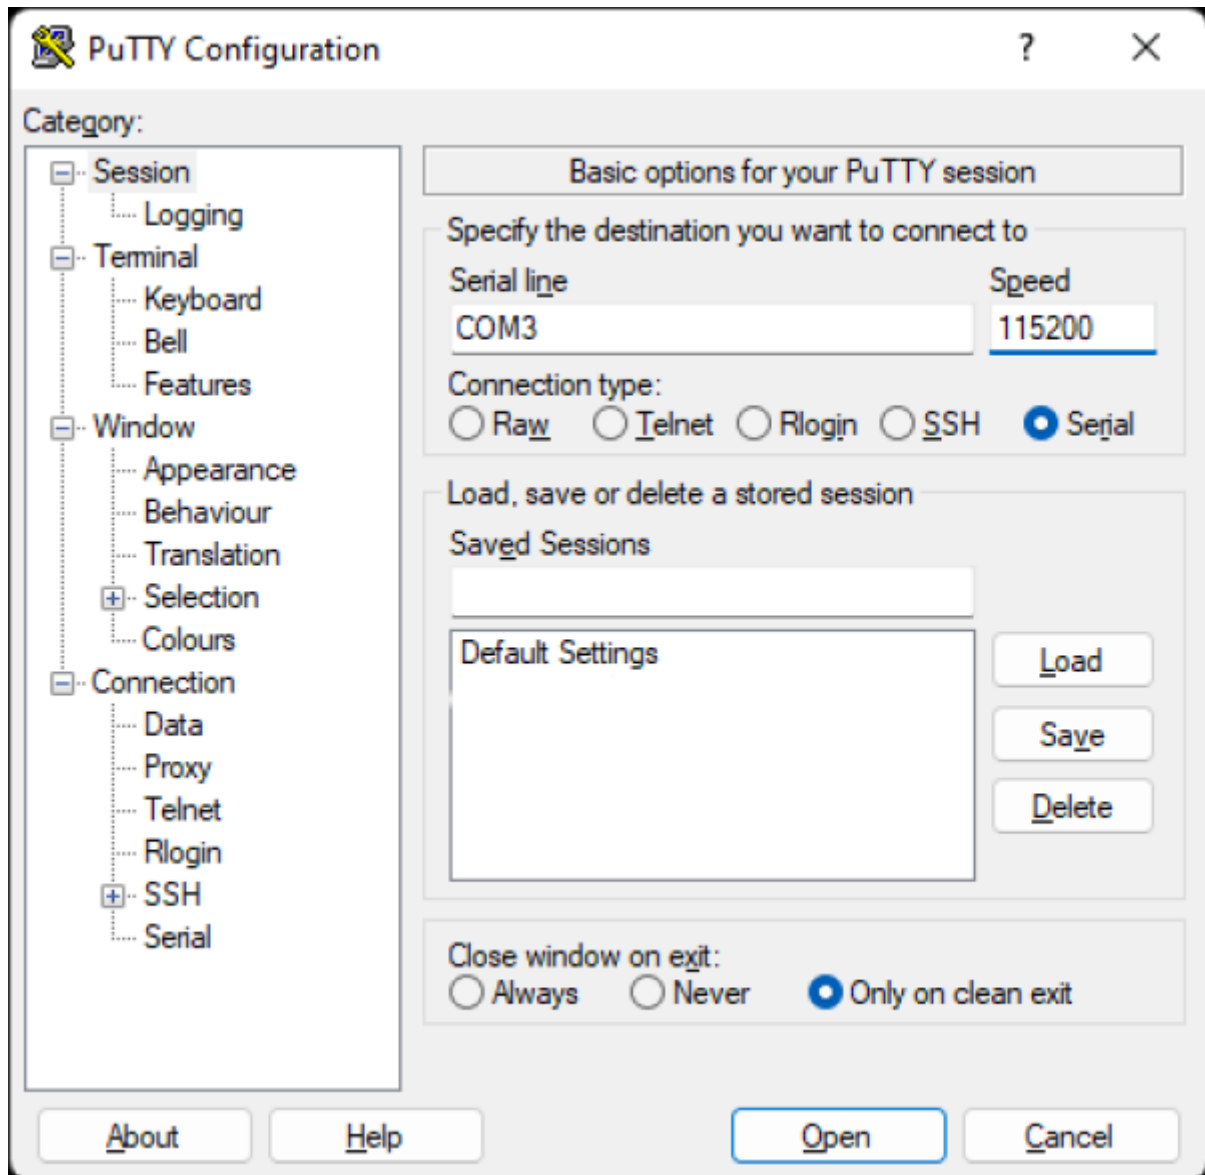 PuTTY Configuration
?
Category:
Session
Logging
Terminal
Keyboard
Bell
Features
Window
Appearance
Behaviour
Translation
Selection
Colours
Connection
Data
Proxy
Telnet
Rlogin
SSH
Serial
Basic options for your PuTTY session
Specify the destination you want to connect to
Serial line Speed
COM3 115200
Connection type:
Raw Telnet Rlogin SSH Serial
Load, save or delete a stored session
Saved Sessions
Default Settings
Load
Save
Delete
Close window on exit:
Always Never Only on clean exit
About Help Open Cancel